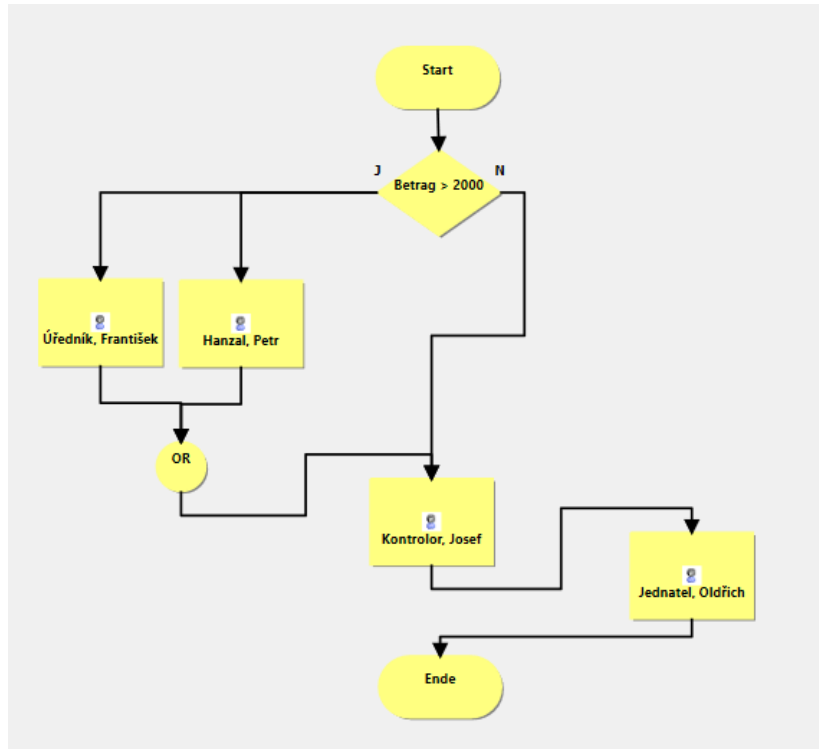 Start
J
N
Betrag > 2000
Úředník, František
Hanzal, Petr
OR
Kontrolor, Josef
Jednatel, Oldřich
Ende